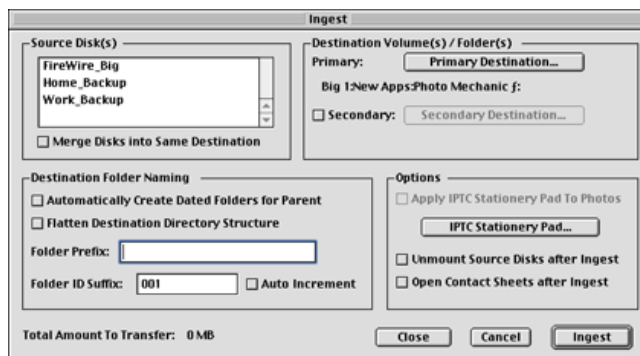 Ingest
Source Disk(s)
FireWire_Big
Home_Backup
Work_Backup
Merge Disks into Same Destination
Destination Volume(s) / Folder(s)
Primary: Primary Destination...
Big 1:New Apps:Photo Mechanic ƒ:
Secondary: Secondary Destination...
Destination Folder Naming
Automatically Create Dated Folders for Parent
Flatten Destination Directory Structure
Folder Prefix:
Folder ID Suffix: 001 Auto Increment
Options
Apply IPTC Stationery Pad To Photos
IPTC Stationery Pad...
Unmount Source Disks after Ingest
Open Contact Sheets after Ingest
Total Amount To Transfer: 0 MB
Close Cancel Ingest